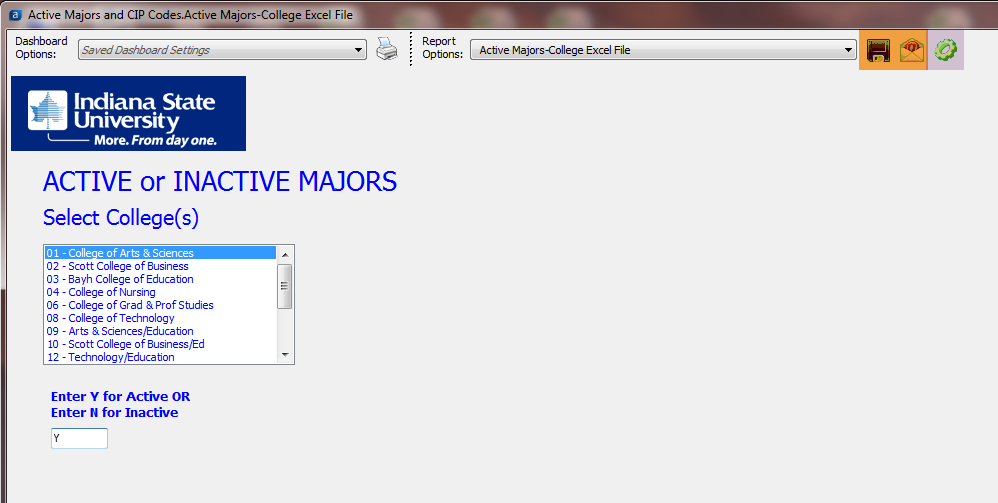 Active Majors and CIP Codes.Active Majors-College Excel File
Dashboard Options:
Saved Dashboard Settings
Report Options:
Active Majors-College Excel File
Indiana State
University
More. From day one.
ACTIVE or INACTIVE MAJORS
Select College(s)
01 - College of Arts & Sciences
02 - Scott College of Business
03 - Bayh College of Education
04 - College of Nursing
06 - College of Grad & Prof Studies
08 - College of Technology
09 - Arts & Sciences/Education
10 - Scott College of Business/Ed
12 - Technology/Education
Enter Y for Active OR
Enter N for Inactive
Y